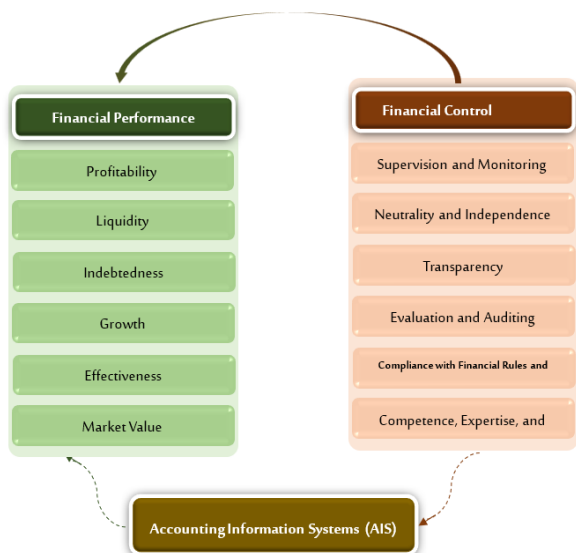 Financial Performance
Profitability
Liquidity
Indebtedness
Growth
Effectiveness
Market Value
Financial Control
Supervision and Monitoring
Neutrality and Independence
Transparency
Evaluation and Auditing
Compliance with Financial Rules and
Competence, Expertise, and
Accounting Information Systems (AIS)